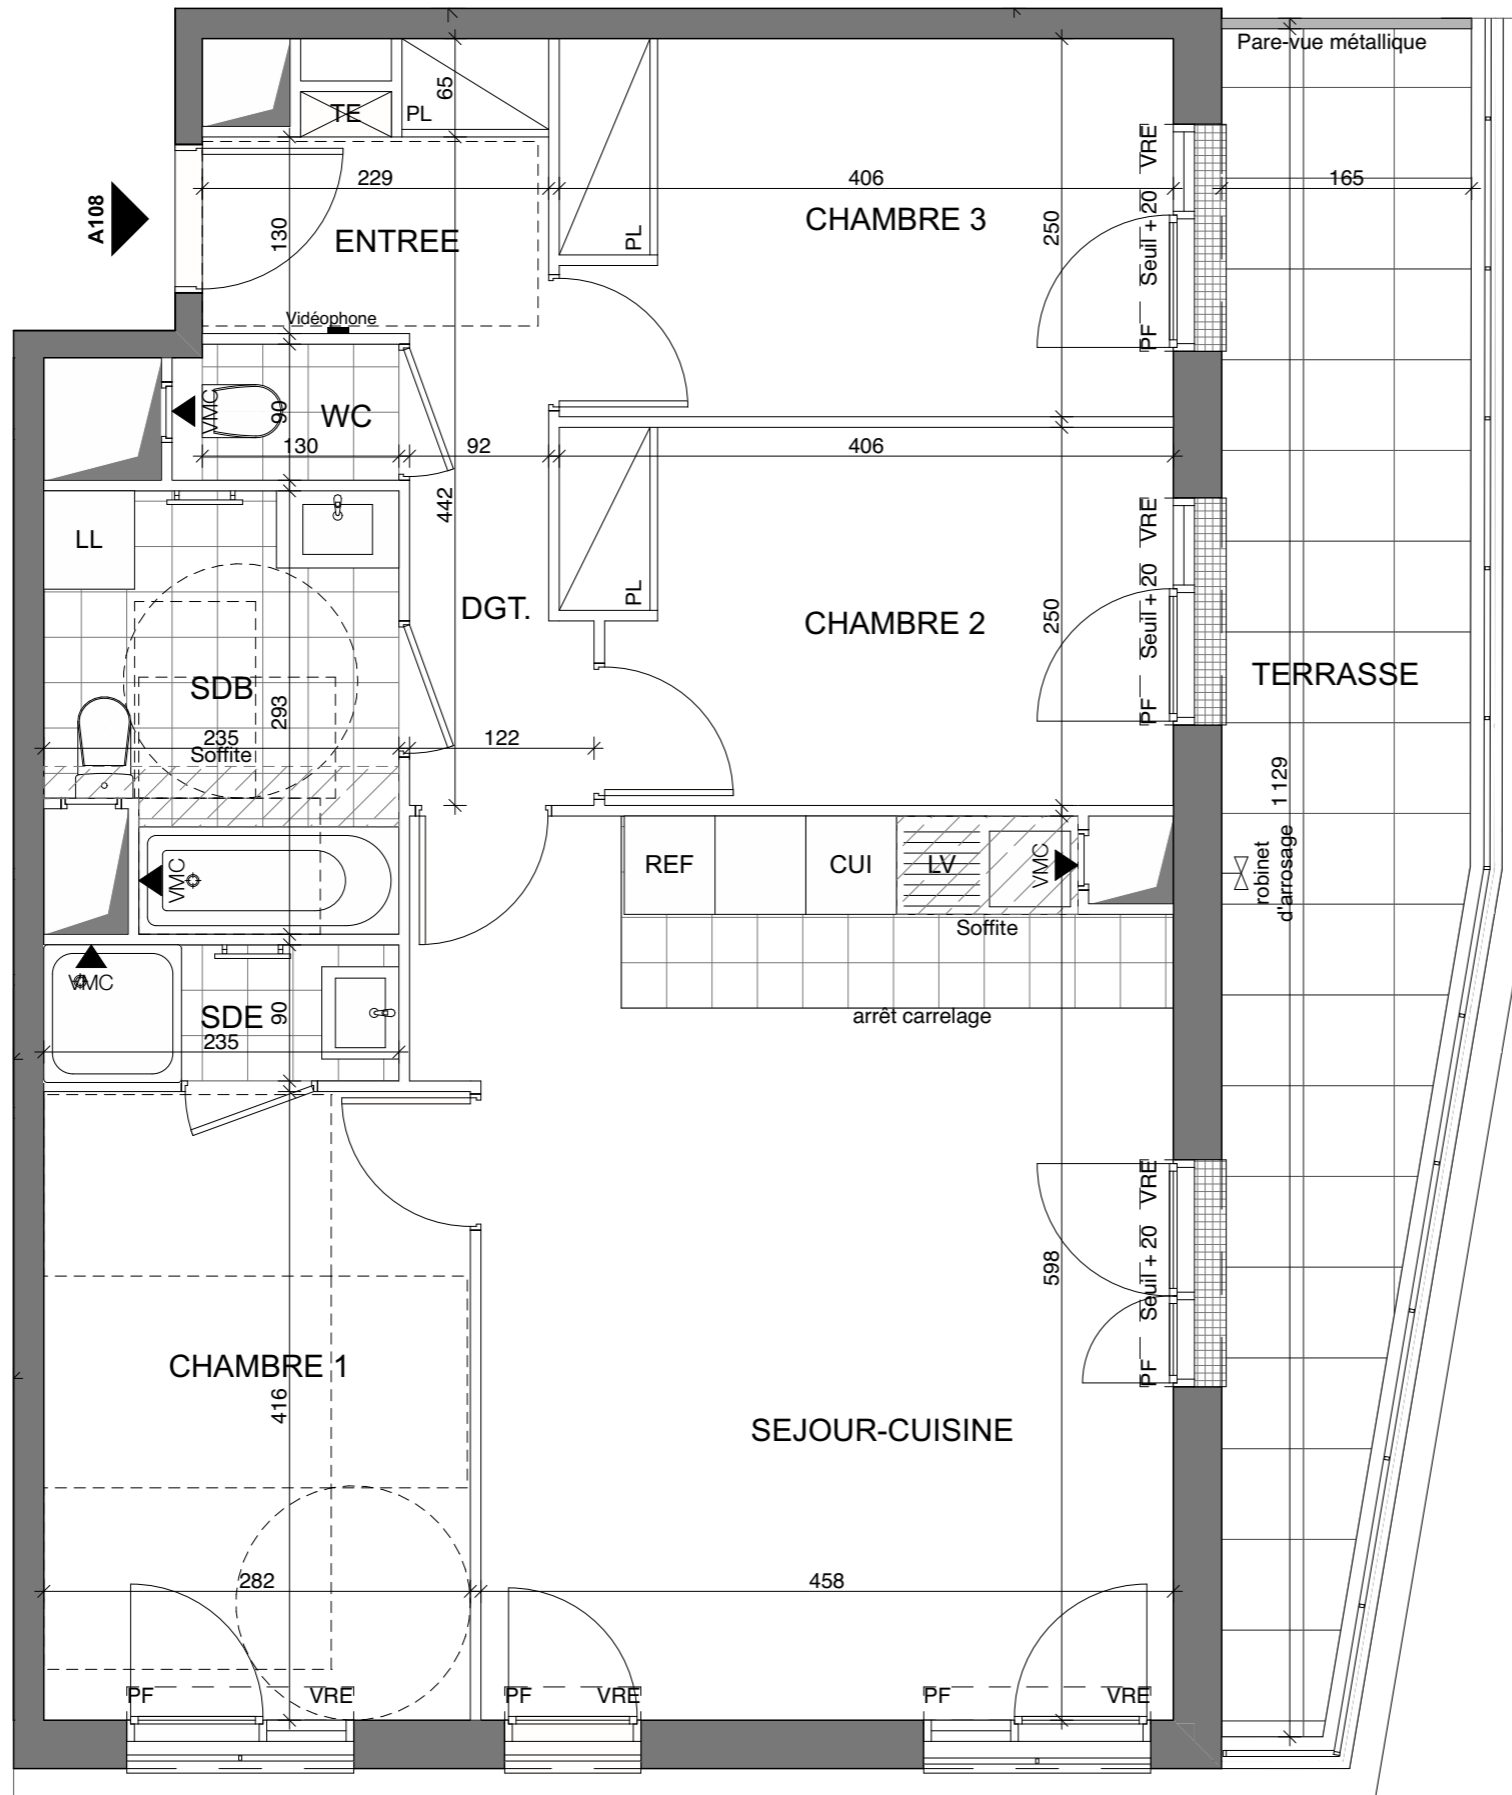 Pare-vue métallique
65
TE
PL
229
406
165
A108
130
ENTREE
CHAMBRE 3
250
PL
PF Seuil + 20 VRE
Vidéophone
VMC
90
WC
130
92
406
442
LL
DGT.
PL
CHAMBRE 2
250
PF Seuil + 20 VRE
TERRASSE
SDB
293
235
Soffite
122
1 129
robinet
d'arrosage
VMC
REF
CUI
LV
VMC
Soffite
arrêt carrelage
VMC
SDE
90
235
598
PF Seuil + 20 VRE
CHAMBRE 1
416
SEJOUR-CUISINE
282
458
PF
VRE
PF
VRE
PF
VRE